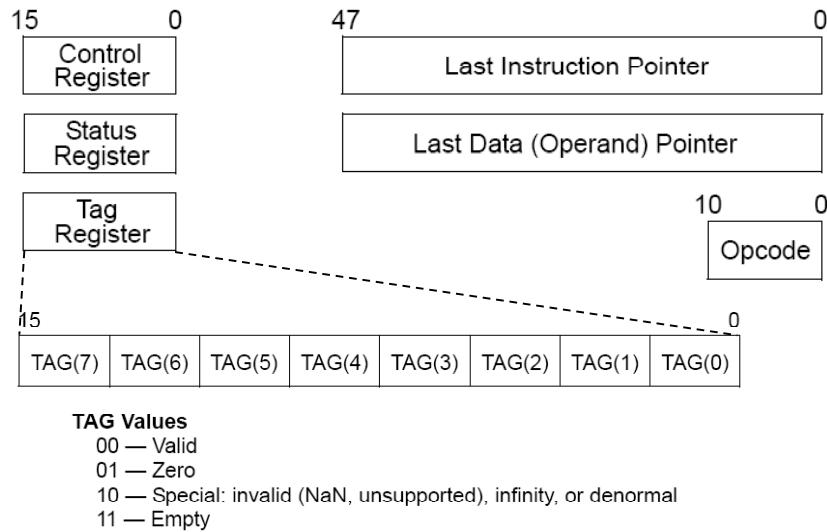 15 0 47 0
Control
Register
Last Instruction Pointer
Status
Register
Last Data (Operand) Pointer
Tag
Register
10 0
Opcode
15 0
TAG(7) TAG(6) TAG(5) TAG(4) TAG(3) TAG(2) TAG(1) TAG(0)
TAG Values
00 — Valid
01 — Zero
10 — Special: invalid (NaN, unsupported), infinity, or denormal
11 — Empty